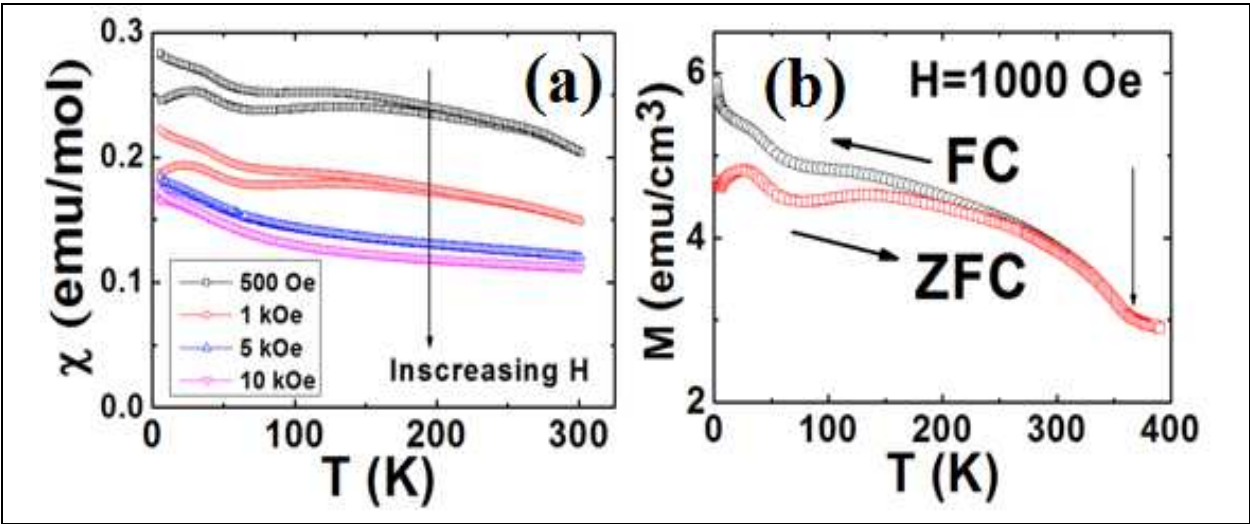 0.3
0.2
0.1
0.0
χ (emu/mol)
(a)
500 Oe
1 kOe
5 kOe
10 kOe
Inscreasing H
0 100 200 300
T (K)
6
4
2
M (emu/cm³)
(b)
H=1000 Oe
FC
ZFC
0 100 200 300 400
T (K)